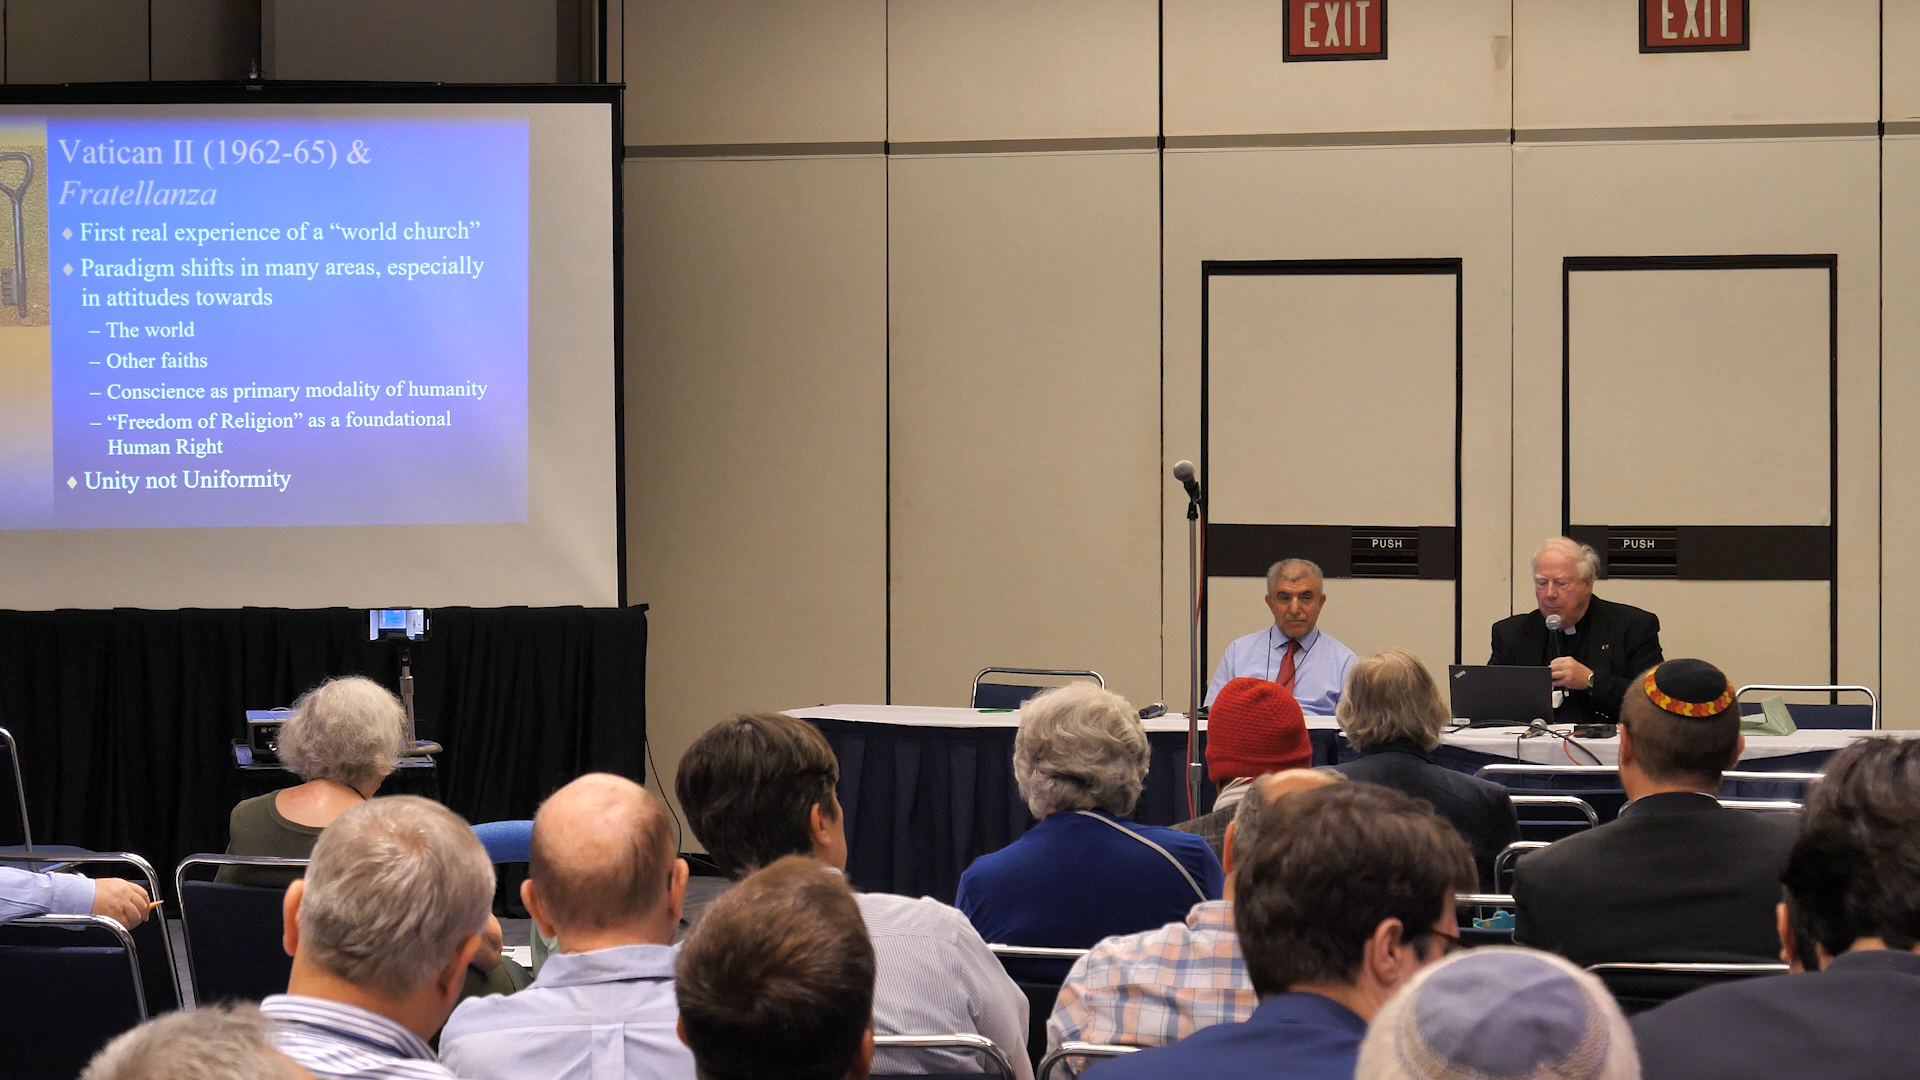 EXIT
EXIT
Vatican II (1962-65) &
Fratellanza
♦ First real experience of a “world church”
♦ Paradigm shifts in many areas, especially
in attitudes towards
– The world
– Other faiths
– Conscience as primary modality of humanity
– “Freedom of Religion” as a foundational
Human Right
♦ Unity not Uniformity
PUSH
PUSH